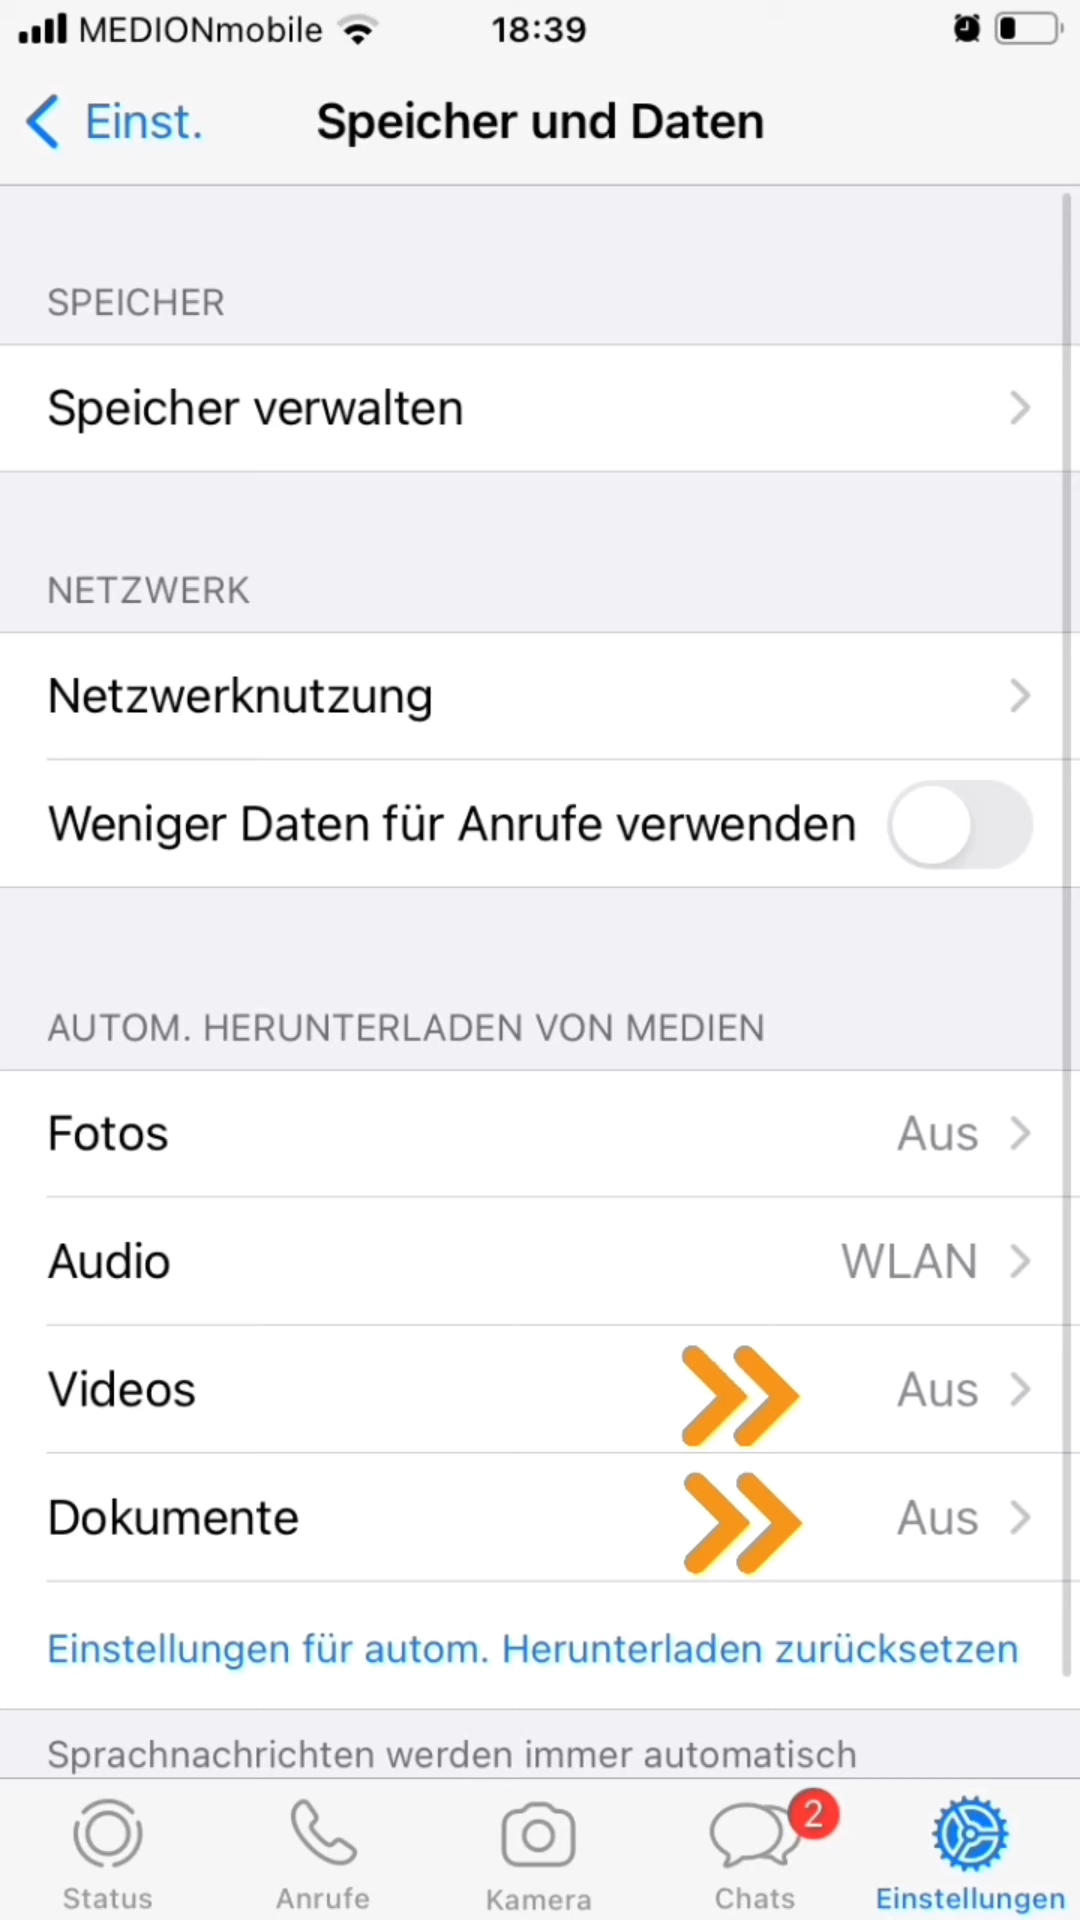 MEDIONmobile 18:39
Einst. Speicher und Daten
SPEICHER
Speicher verwalten
NETZWERK
Netzwerknutzung
Weniger Daten für Anrufe verwenden
AUTOM. HERUNTERLADEN VON MEDIEN
Fotos Aus
Audio WLAN
Videos Aus
Dokumente Aus
Einstellungen für autom. Herunterladen zurücksetzen
Sprachnachrichten werden immer automatisch
2
Status Anrufe Kamera Chats Einstellungen